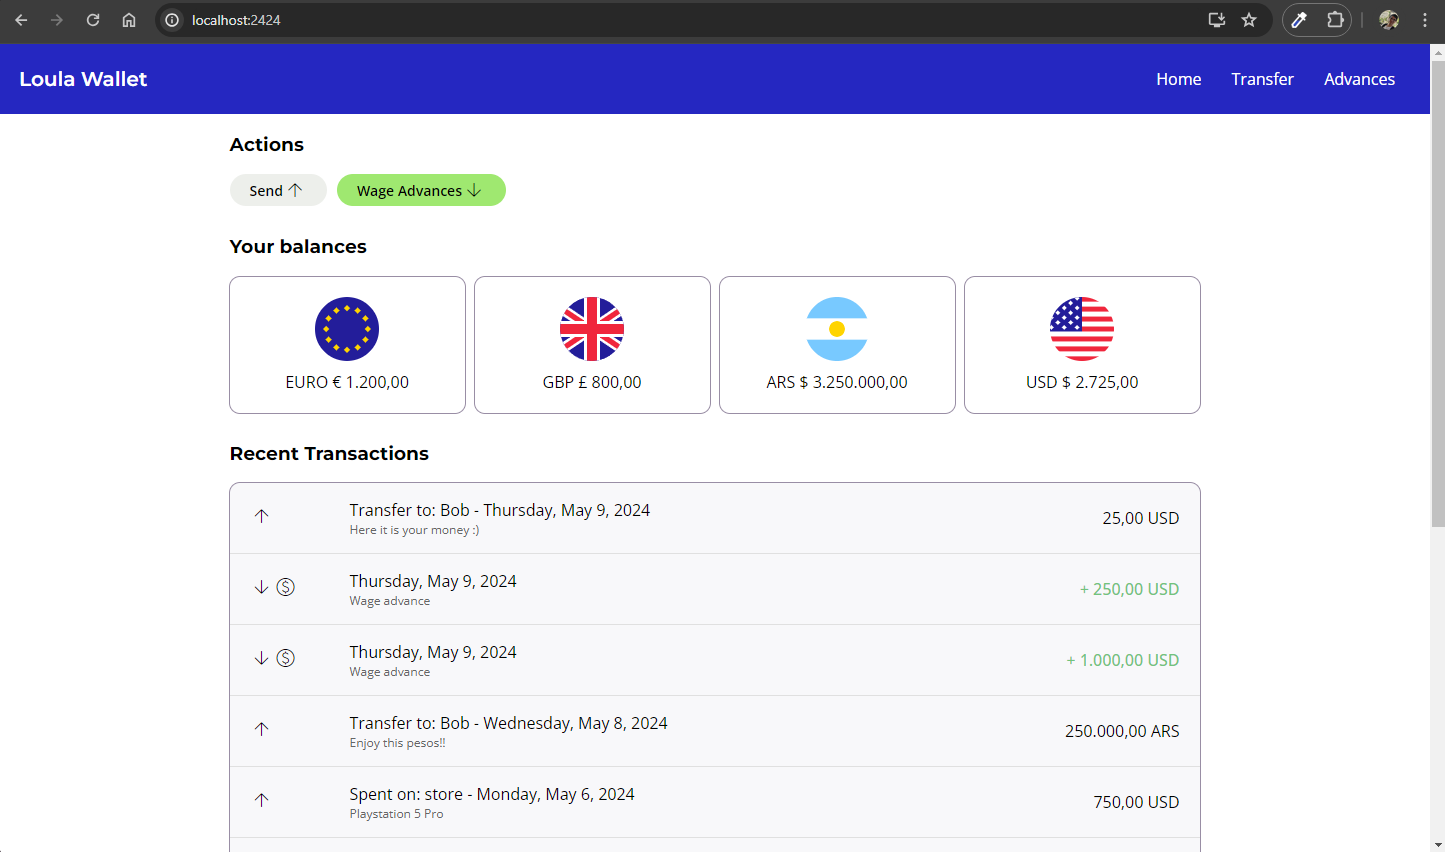 localhost:2424
Loula Wallet
Home Transfer Advances
Actions
Send ↑ Wage Advances ↓
Your balances
EURO € 1.200,00
GBP £ 800,00
ARS $ 3.250.000,00
USD $ 2.725,00
Recent Transactions
Transfer to: Bob - Thursday, May 9, 2024
Here it is your money :)
25,00 USD
Thursday, May 9, 2024
Wage advance
+ 250,00 USD
Thursday, May 9, 2024
Wage advance
+ 1.000,00 USD
Transfer to: Bob - Wednesday, May 8, 2024
Enjoy this pesos!!
250.000,00 ARS
Spent on: store - Monday, May 6, 2024
Playstation 5 Pro
750,00 USD